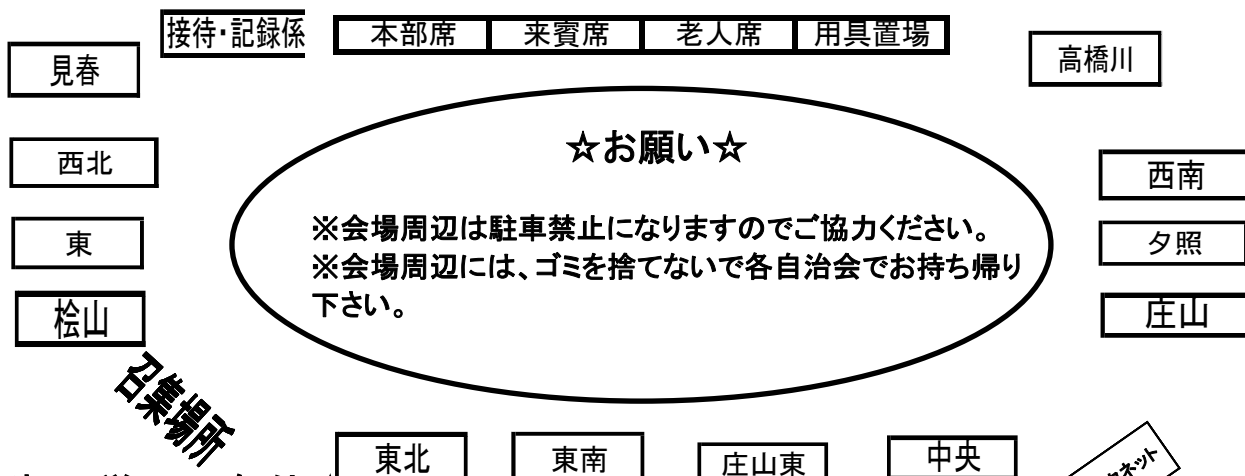 接待・記録係
本部席 来賓席 老人席 用具置場
見春
高橋川
西北
東
桧山
☆お願い☆
※会場周辺は駐車禁止になりますのでご協力ください。
※会場周辺には、ゴミを捨てないで各自治会でお持ち帰り
下さい。
西南
夕照
庄山
召集場所
東北
東南
庄山東
中央